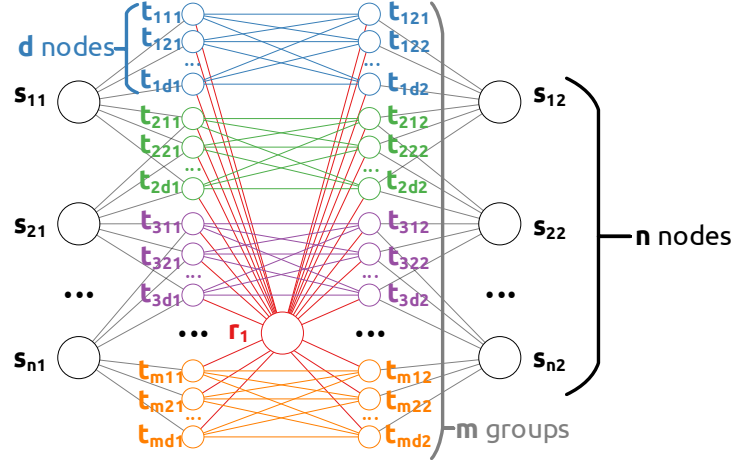 t111 t121
d nodes
t121 t122
...
...
t1d1 t1d2
s11 s12
t211 t212
t221 t222
...
...
t2d1 t2d2
s21 s22
t311 t312
n nodes
t321 t322
...
...
t3d1 t3d2
... ...
... r1 ...
sn1 sn2
tm11 tm12
tm21 tm22
...
...
m groups
tmd1 tmd2